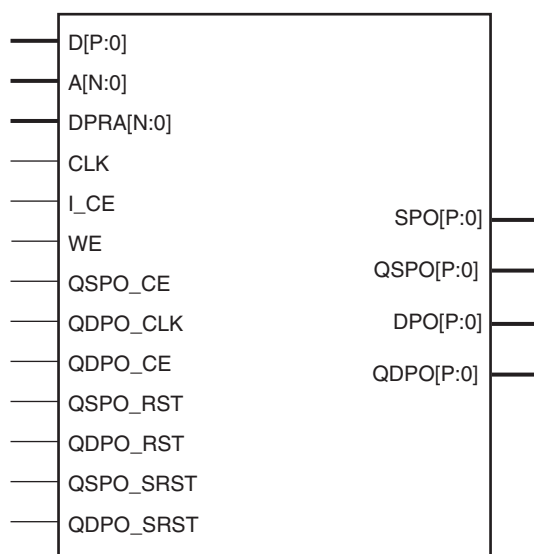 D[P:0]
A[N:0]
DPRA[N:0]
CLK
I_CE
WE
QSPO_CE
QDPO_CLK
QDPO_CE
QSPO_RST
QDPO_RST
QSPO_SRST
QDPO_SRST
SPO[P:0]
QSPO[P:0]
DPO[P:0]
QDPO[P:0]